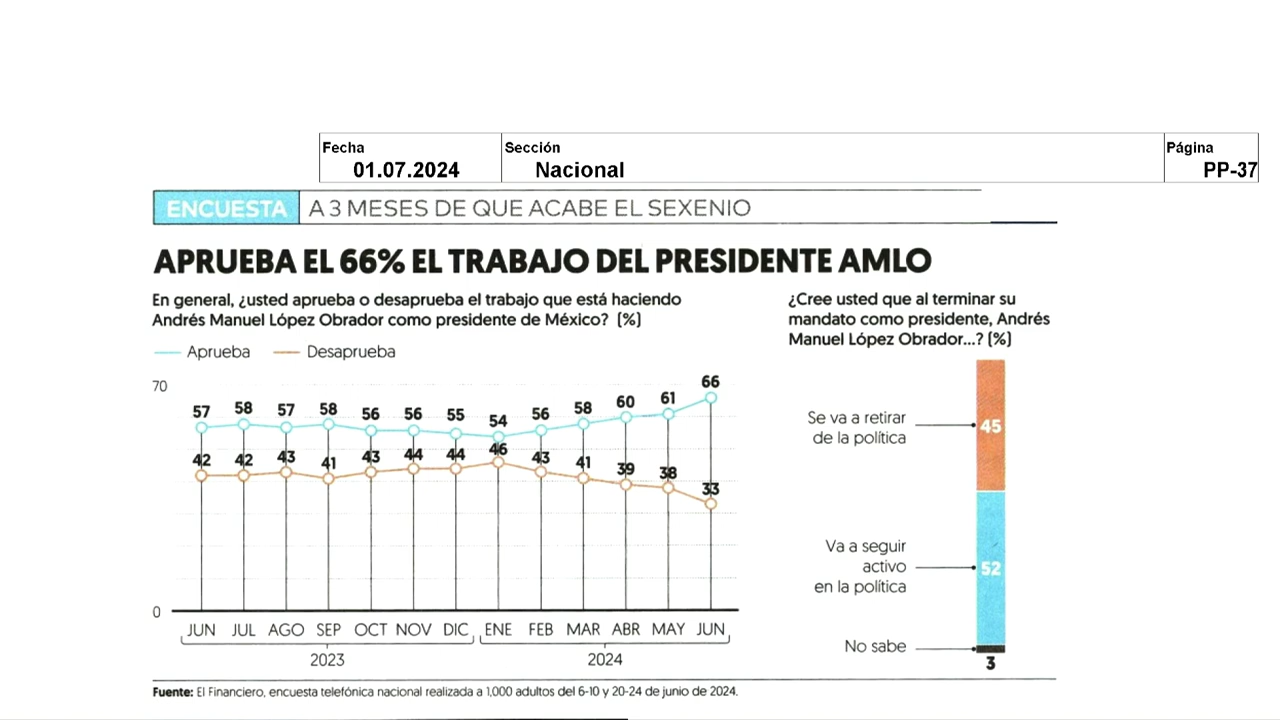 Fecha
01.07.2024
Sección
Nacional
Página
PP-37
ENCUESTA A 3 MESES DE QUE ACABE EL SEXENIO
APRUEBA EL 66% EL TRABAJO DEL PRESIDENTE AMLO
En general, ¿usted aprueba o desaprueba el trabajo que está haciendo
Andrés Manuel López Obrador como presidente de México? (%)
Aprueba Desaprueba
70
57 58 57 58 56 56 55 54 56 58 60 61 66
42 42 43 41 43 44 44 46 43 41 39 38 33
0
JUN JUL AGO SEP OCT NOV DIC ENE FEB MAR ABR MAY JUN
2023 2024
¿Cree usted que al terminar su
mandato como presidente, Andrés
Manuel López Obrador...? (%)
Se va a retirar
de la política
45
Va a seguir
activo
en la política
52
No sabe
3
Fuente: El Financiero, encuesta telefónica nacional realizada a 1,000 adultos del 6-10 y 20-24 de junio de 2024.